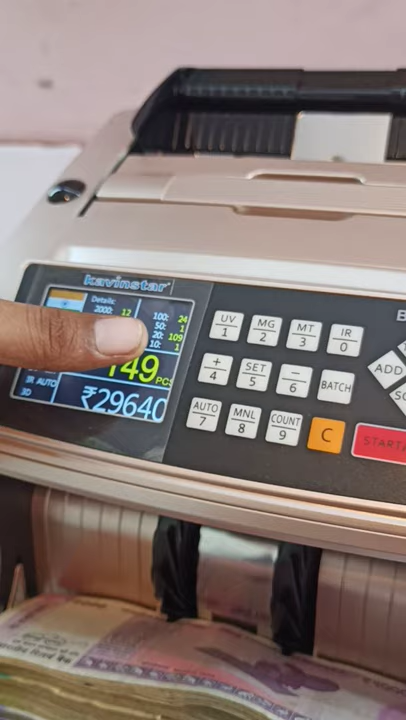 kavinstar
Details:
2000: 12
100: 24
50: 1
20: 109
10: 1
149 PCS
IR AUTO
3D
₹29640
UV
1
MG
2
MT
3
IR
0
+
4
SET
5
−
6
BATCH
AUTO
7
MNL
8
COUNT
9
C
ADD
START